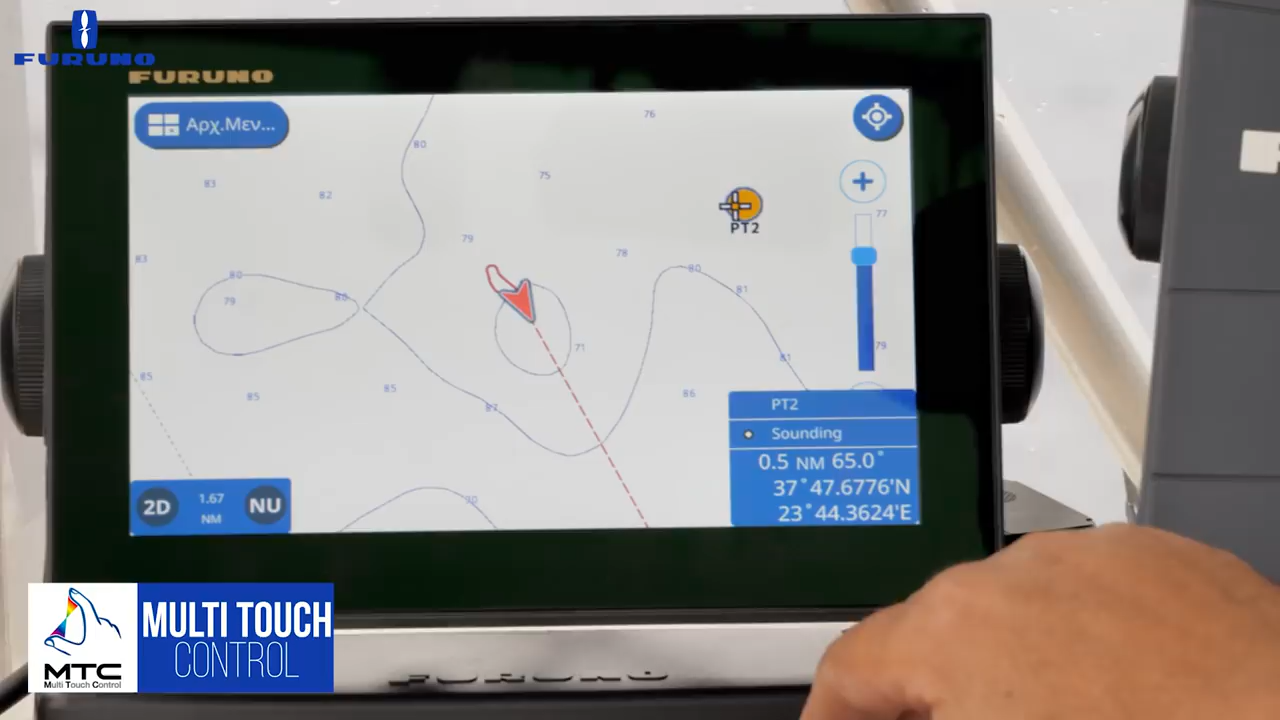 FURUNO
FURUNO
Αρχ.Μεν...
76
80
83
75
82
77
PT2
79
78
83
80
80
81
79
80
71
79
81
85
85
85
86
87
PT2
Sounding
0.5 NM 65.0°
37°47.6776'N
23°44.3624'E
2D
1.67
NM
NU
90
MULTI TOUCH
CONTROL
MTC
Multi Touch Control
FURUNO